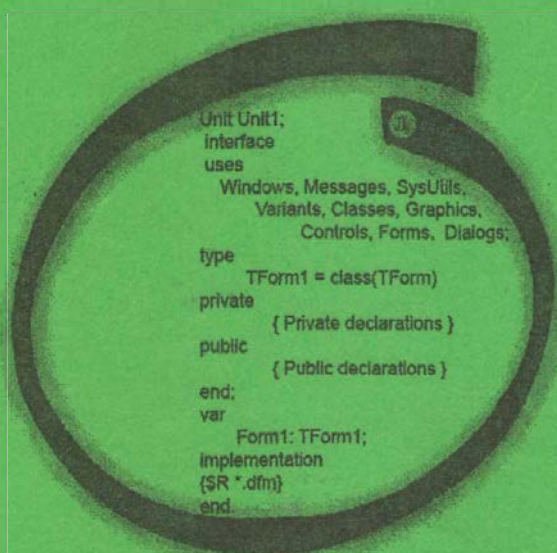 Unit Unit1;
interface
uses
Windows, Messages, SysUtils,
Variants, Classes, Graphics,
Controls, Forms, Dialogs;
type
TForm1 = class(TForm)
private
{ Private declarations }
public
{ Public declarations }
end;
var
Form1: TForm1;
implementation
{$R *.dfm}
end.